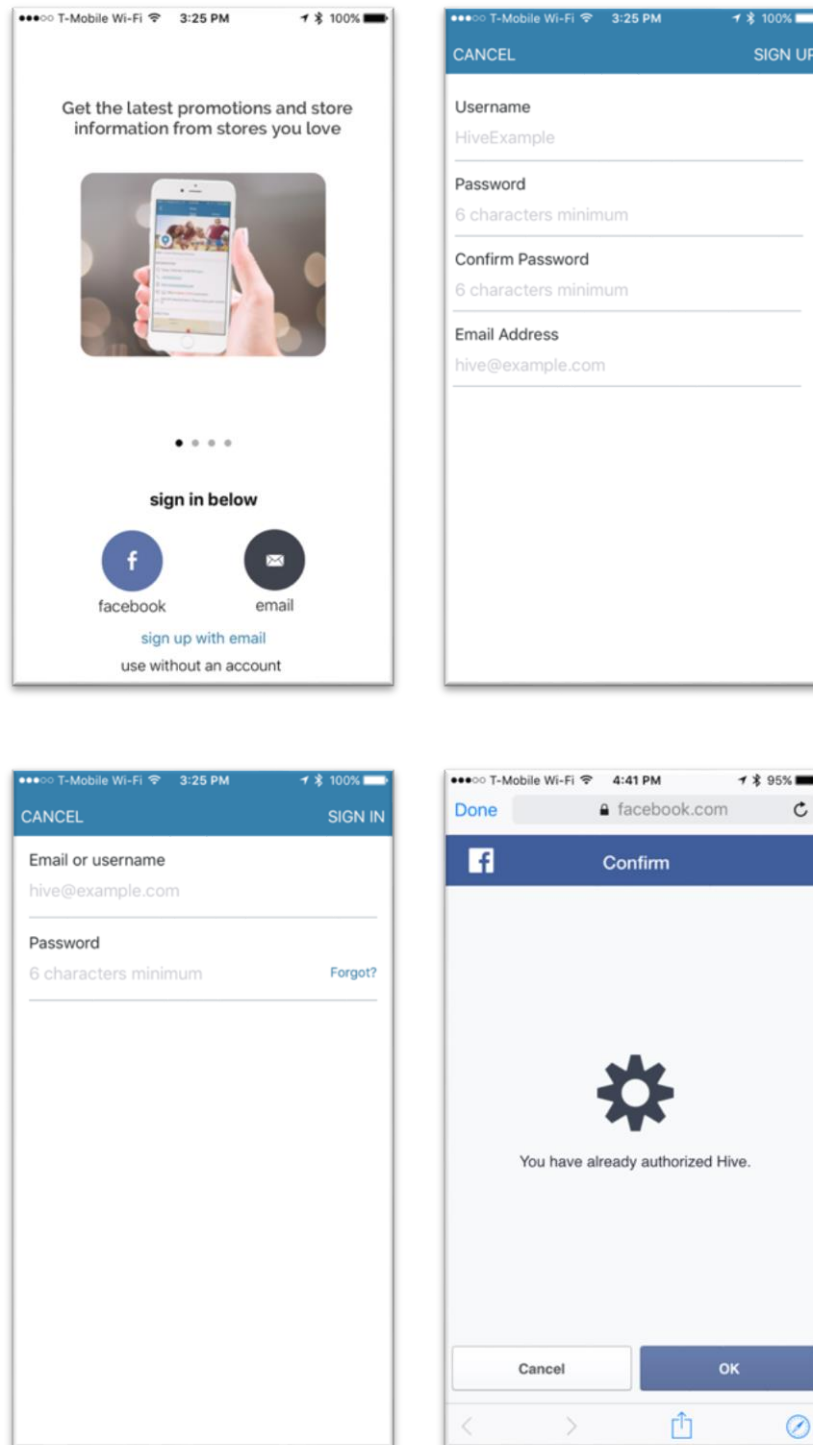 T-Mobile Wi-Fi 3:25 PM 100%
Get the latest promotions and store
information from stores you love
sign in below
f
facebook
email
sign up with email
use without an account
T-Mobile Wi-Fi 3:25 PM 100%
CANCEL SIGN UP
Username
HiveExample
Password
6 characters minimum
Confirm Password
6 characters minimum
Email Address
hive@example.com
T-Mobile Wi-Fi 3:25 PM 100%
CANCEL SIGN IN
Email or username
hive@example.com
Password
6 characters minimum Forgot?
T-Mobile Wi-Fi 4:41 PM 95%
Done facebook.com
f Confirm
You have already authorized Hive.
Cancel OK